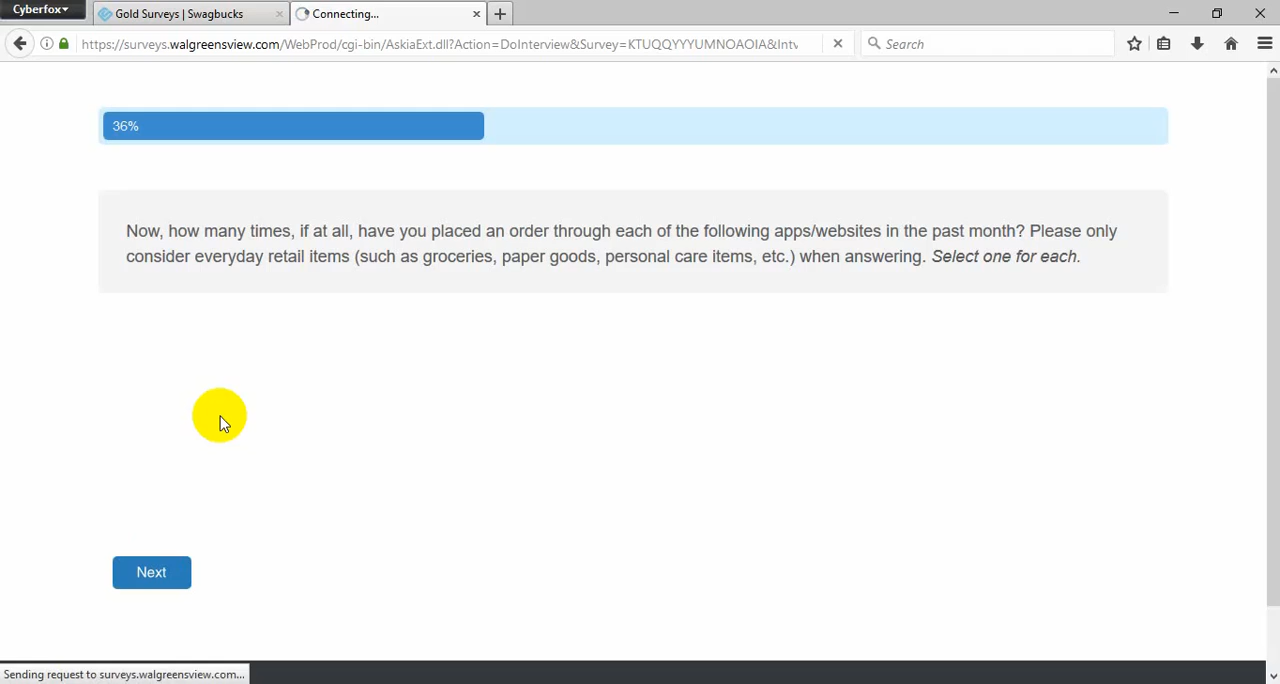 Cyberfox
Gold Surveys | Swagbucks
Connecting...
https://surveys.walgreensview.com/WebProd/cgi-bin/AskiaExt.dll?Action=DoInterview&Survey=KTUQQYYYUMNOAOIA&Intv
Search
36%
Now, how many times, if at all, have you placed an order through each of the following apps/websites in the past month? Please only
consider everyday retail items (such as groceries, paper goods, personal care items, etc.) when answering. Select one for each.
Next
Sending request to surveys.walgreensview.com...